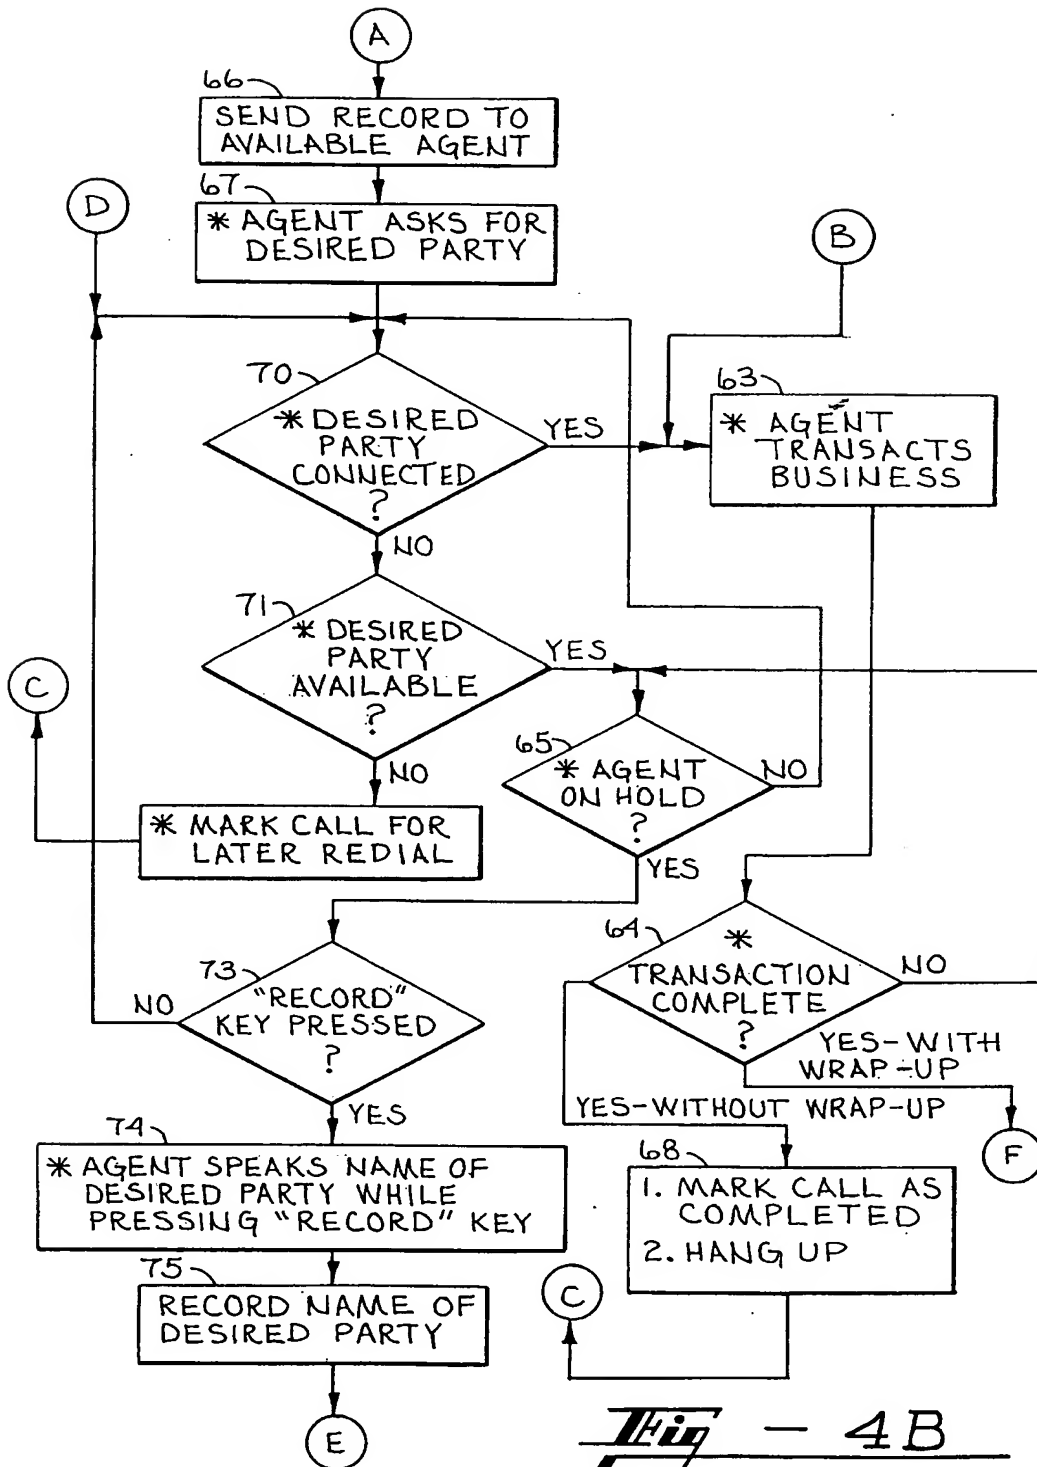 A
66
SEND RECORD TO
AVAILABLE AGENT
67
* AGENT ASKS FOR
DESIRED PARTY
D
B
70
* DESIRED
PARTY
CONNECTED
?
YES
NO
63
* AGENT
TRANSACTS
BUSINESS
71
* DESIRED
PARTY
AVAILABLE
?
YES
NO
C
65
* AGENT
ON HOLD
?
NO
YES
* MARK CALL FOR
LATER REDIAL
64
*
TRANSACTION
COMPLETE
?
NO
YES-WITH
WRAP-UP
YES-WITHOUT WRAP-UP
F
73
"RECORD"
KEY PRESSED
?
NO
YES
74
* AGENT SPEAKS NAME OF
DESIRED PARTY WHILE
PRESSING "RECORD" KEY
68
1. MARK CALL AS
COMPLETED
2. HANG UP
75
RECORD NAME OF
DESIRED PARTY
C
E
Fig - 4B